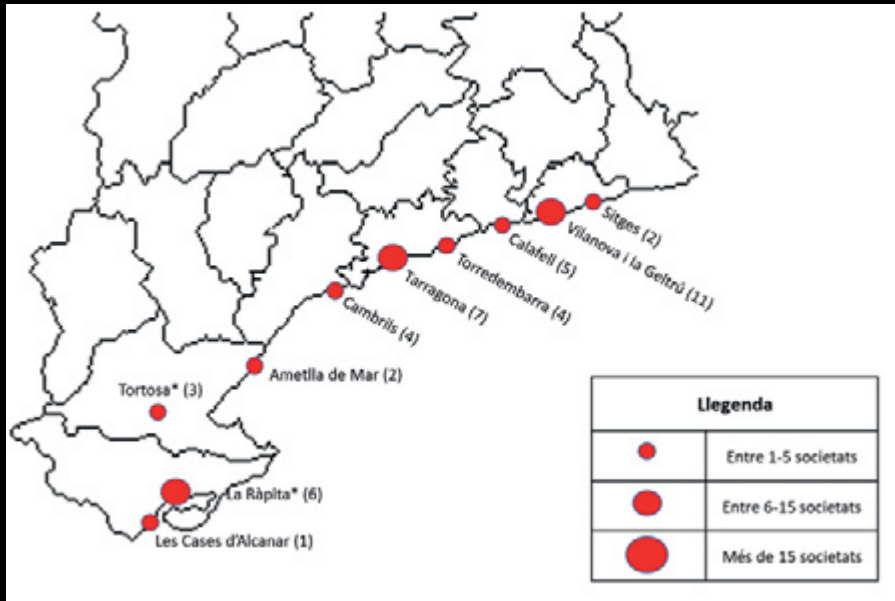 Sitges (2)
Vilanova i la Geltrú (11)
Calafell (5)
Torredembarra (4)
Tarragona (7)
Cambrils (4)
Ametlla de Mar (2)
Tortosa* (3)
La Ràpita* (6)
Les Cases d'Alcanar (1)
Llegenda
Entre 1-5 societats
Entre 6-15 societats
Més de 15 societats